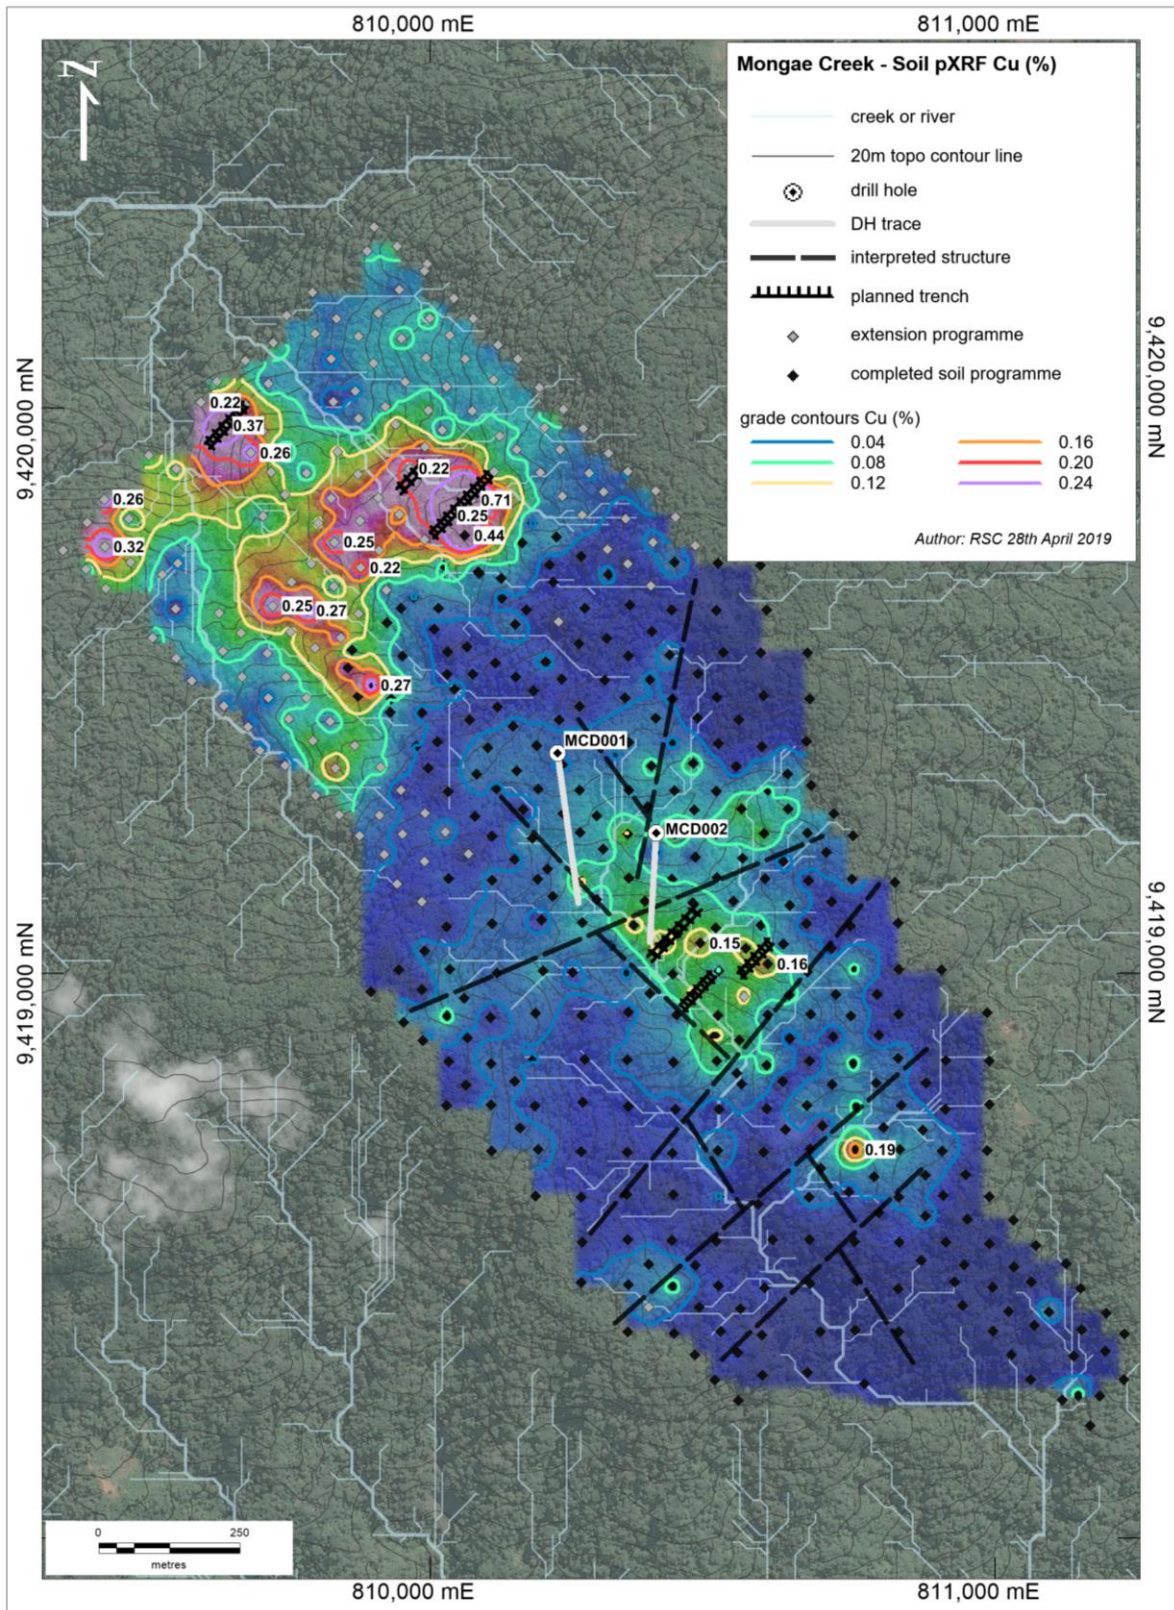 810,000 mE
811,000 mE
N
Mongae Creek - Soil pXRF Cu (%)
creek or river
20m topo contour line
drill hole
DH trace
interpreted structure
planned trench
extension programme
completed soil programme
grade contours Cu (%)
0.04
0.16
0.08
0.20
0.12
0.24
Author: RSC 28th April 2019
9,420,000 mN
9,420,000 mN
0.22
0.37
0.26
0.22
0.71
0.26
0.25
0.44
0.32
0.25
0.22
0.25
0.27
0.27
MCD001
MCD002
9,419,000 mN
9,419,000 mN
0.15
0.16
0.19
0
250
metres
810,000 mE
811,000 mE